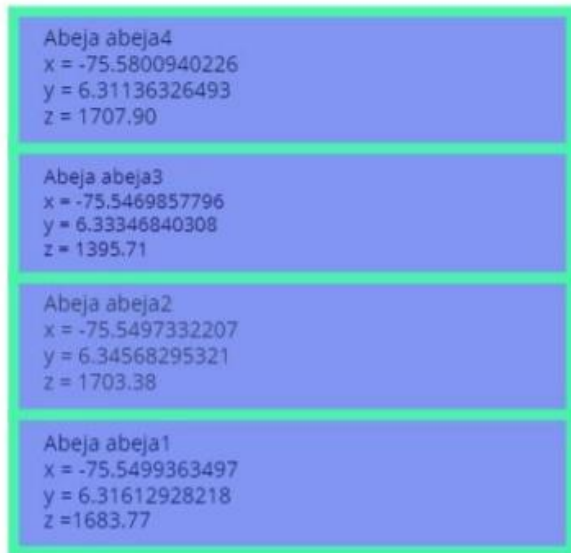 Abeja abeja4
x = -75.5800940226
y = 6.31136326493
z = 1707.90
Abeja abeja3
x = -75.5469857796
y = 6.33346840308
z = 1395.71
Abeja abeja2
x = -75.5497332207
y = 6.34568295321
z = 1703.38
Abeja abeja1
x = -75.5499363497
y = 6.31612928218
z =1683.77